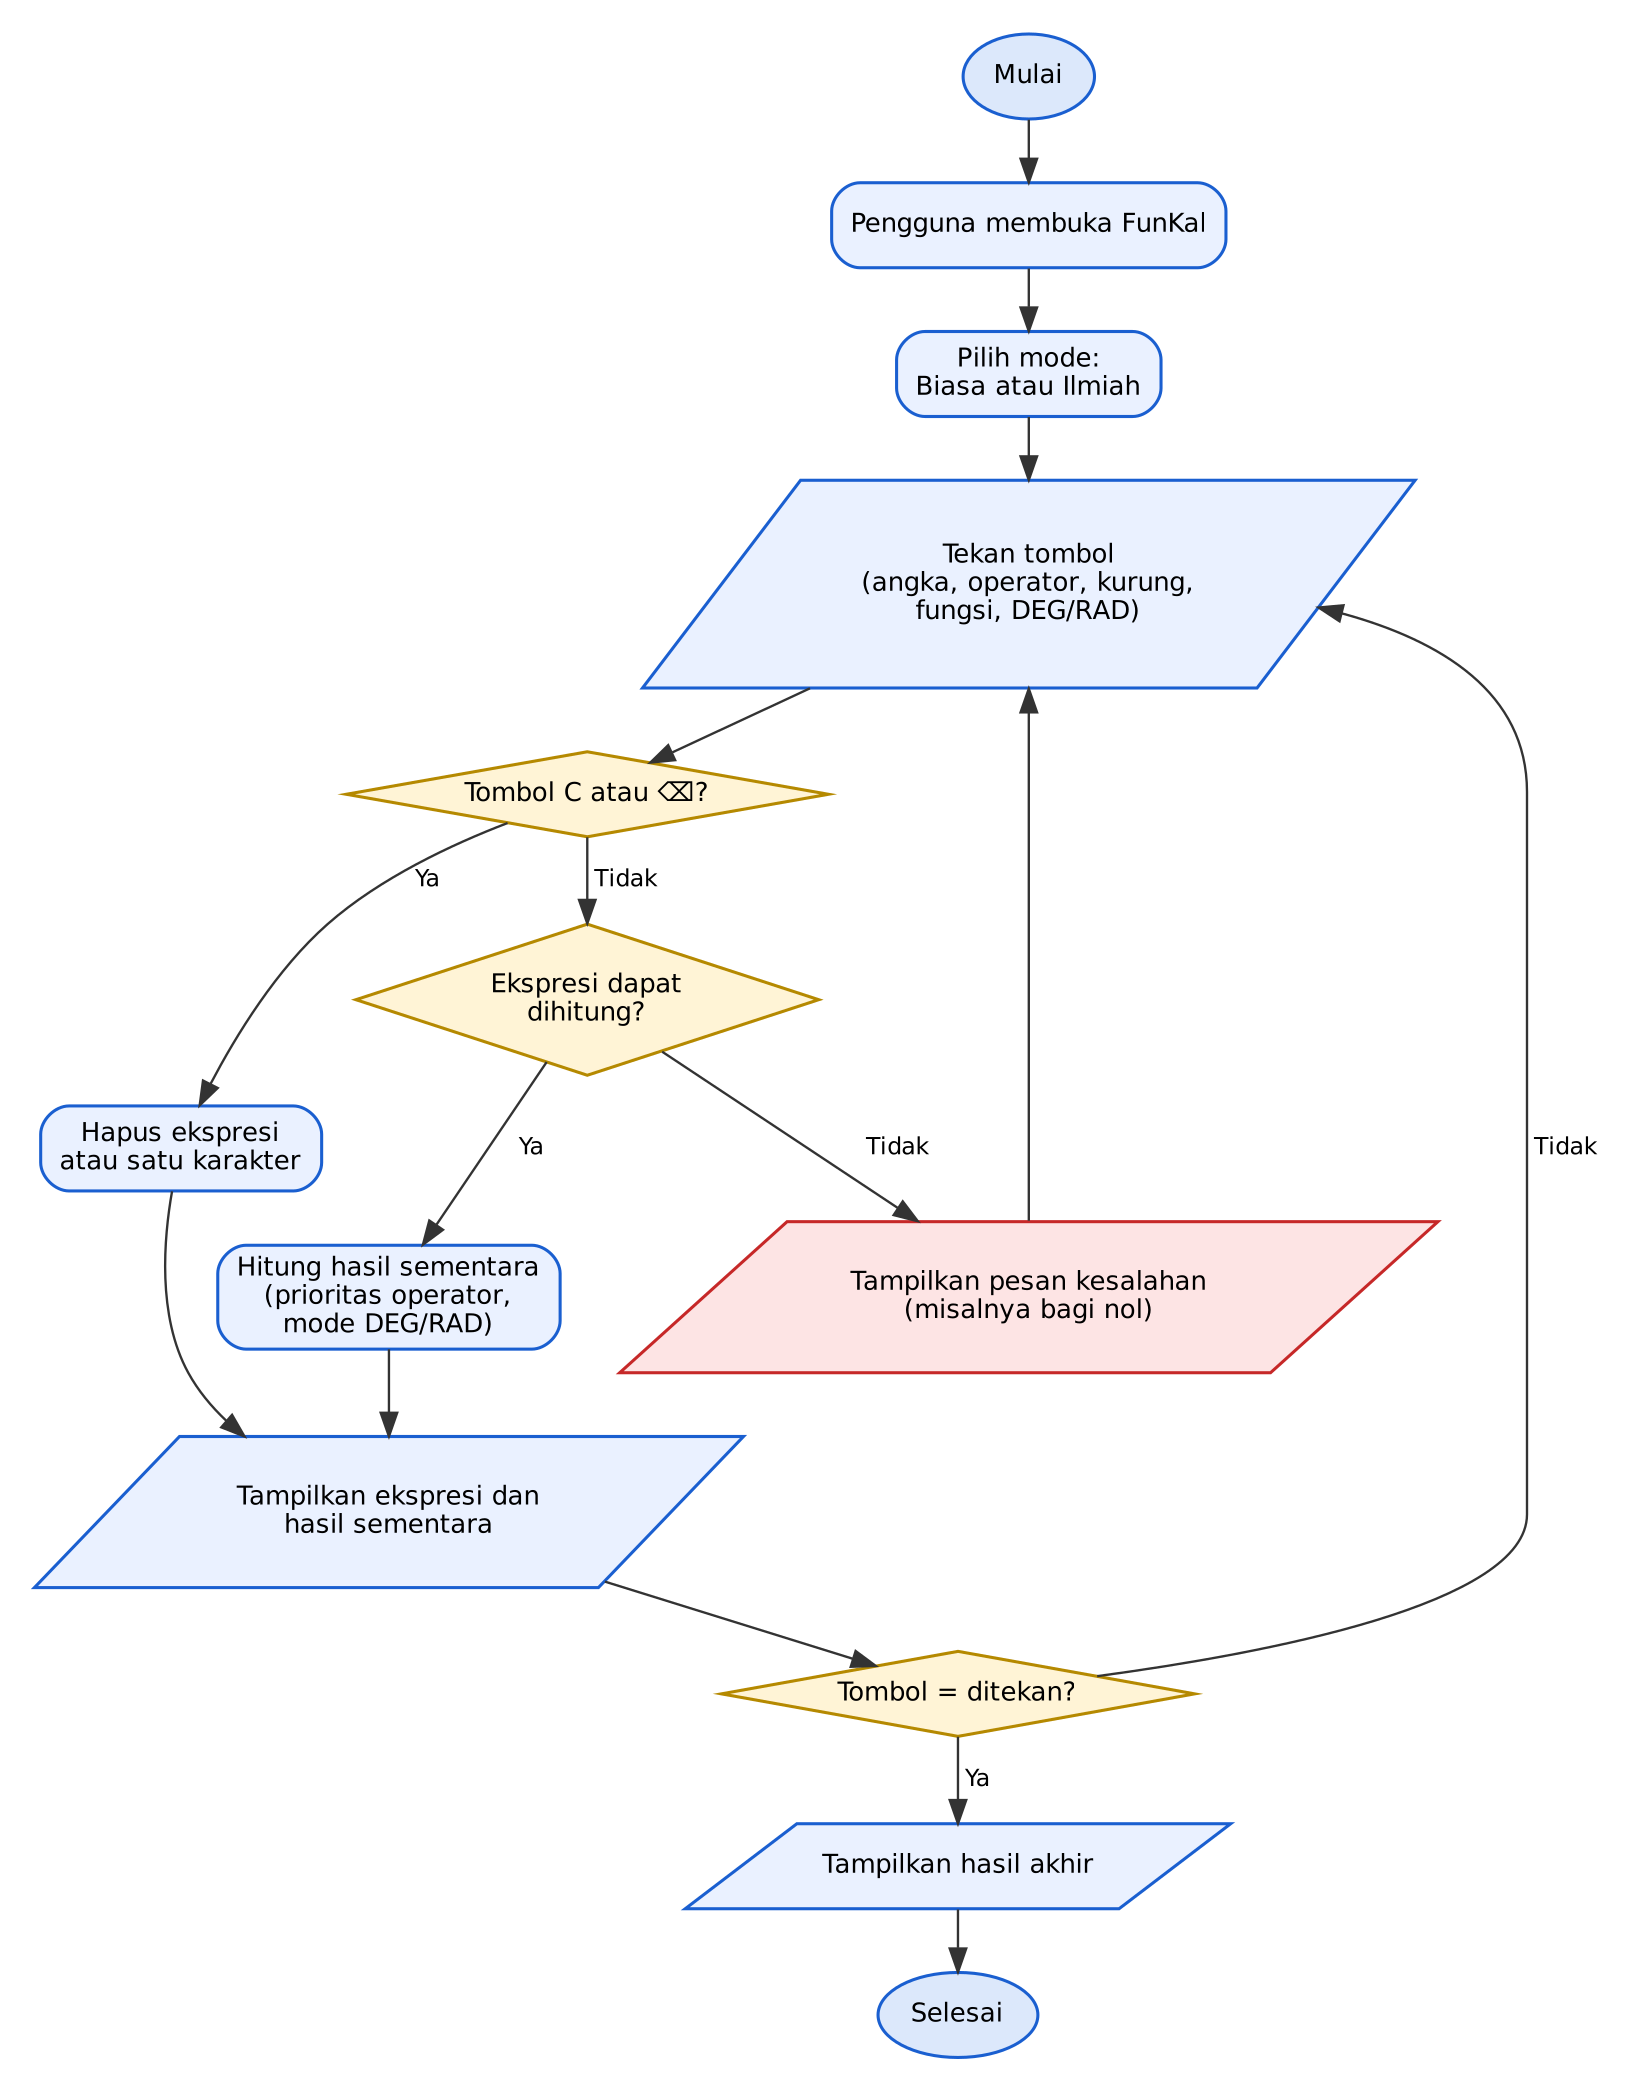 Mulai
Pengguna membuka FunKal
Pilih mode:
Biasa atau Ilmiah
Tekan tombol
(angka, operator, kurung,
fungsi, DEG/RAD)
Tombol C atau ⌫?
Ya
Tidak
Ekspresi dapat
dihitung?
Hapus ekspresi
atau satu karakter
Ya
Tidak
Tidak
Hitung hasil sementara
(prioritas operator,
mode DEG/RAD)
Tampilkan pesan kesalahan
(misalnya bagi nol)
Tampilkan ekspresi dan
hasil sementara
Tombol = ditekan?
Ya
Tampilkan hasil akhir
Selesai